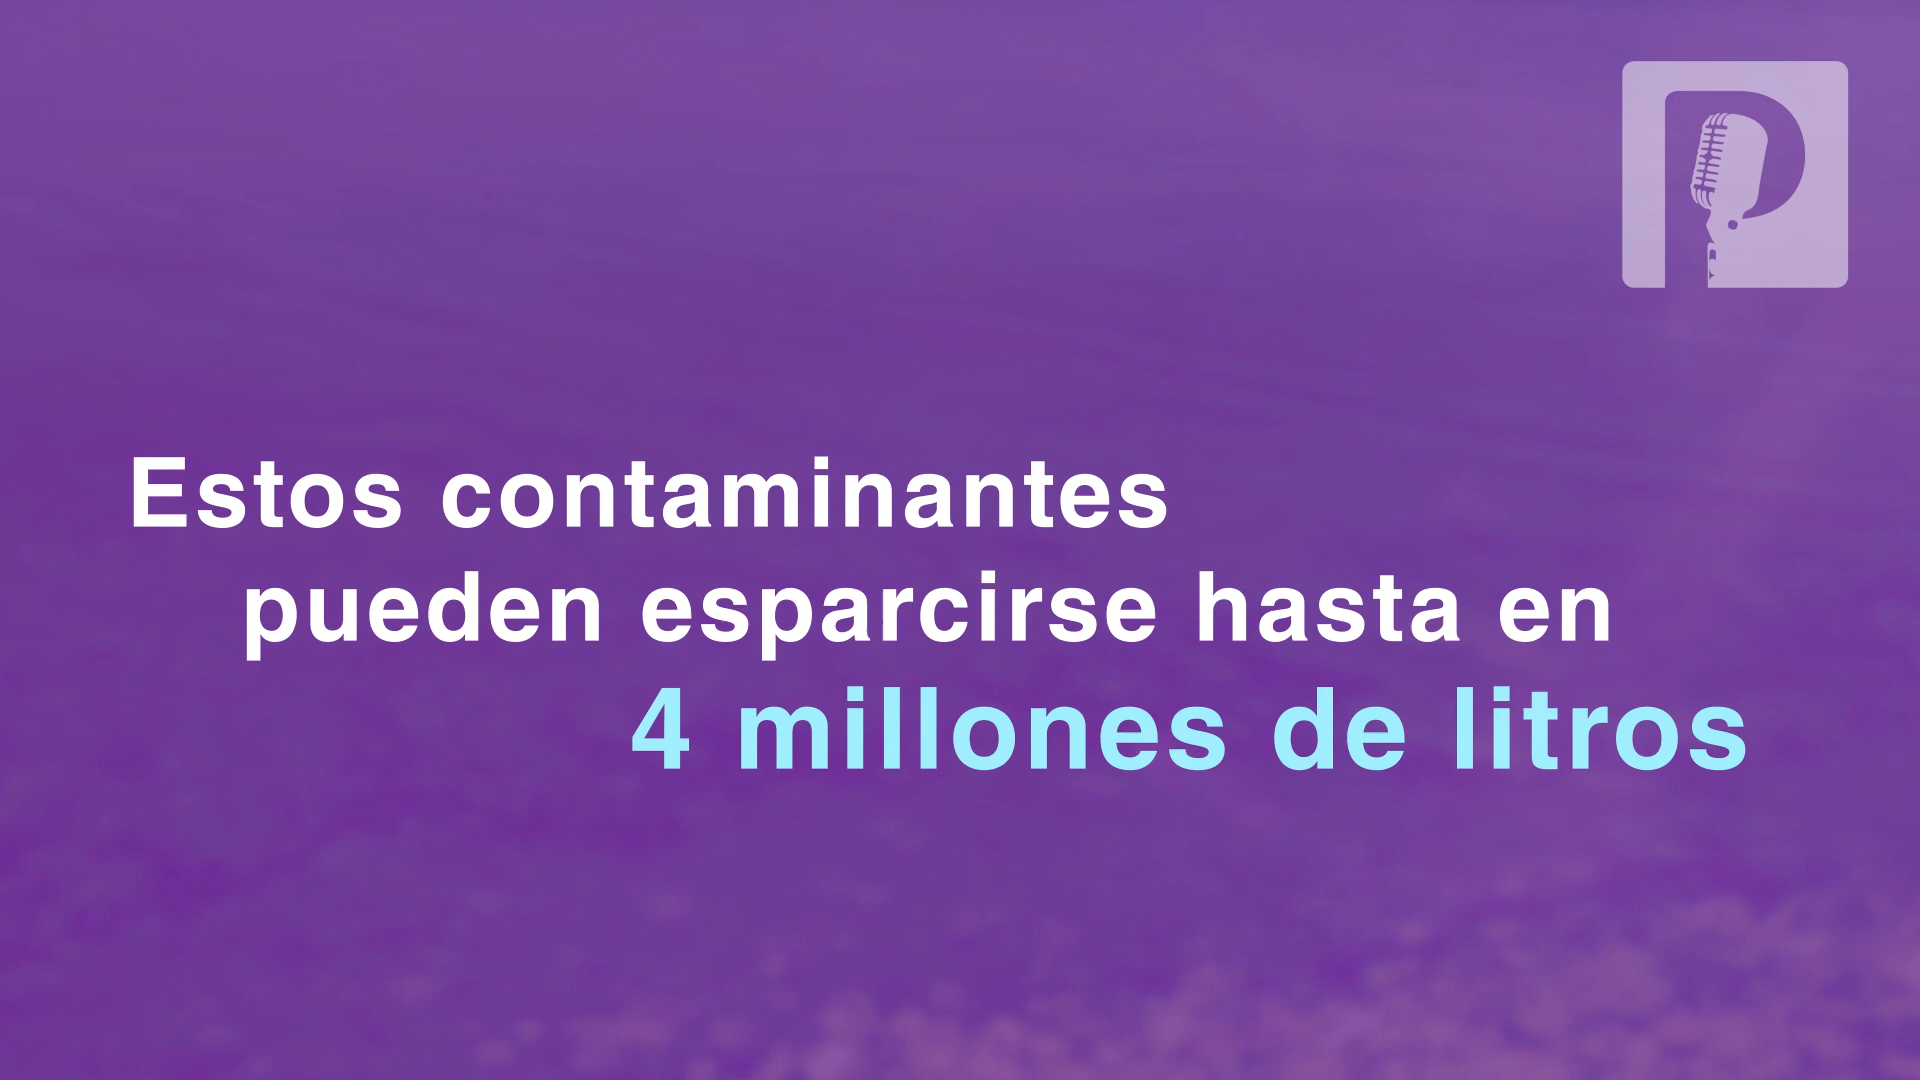 Estos contaminantes
pueden esparcirse hasta en
4 millones de litros